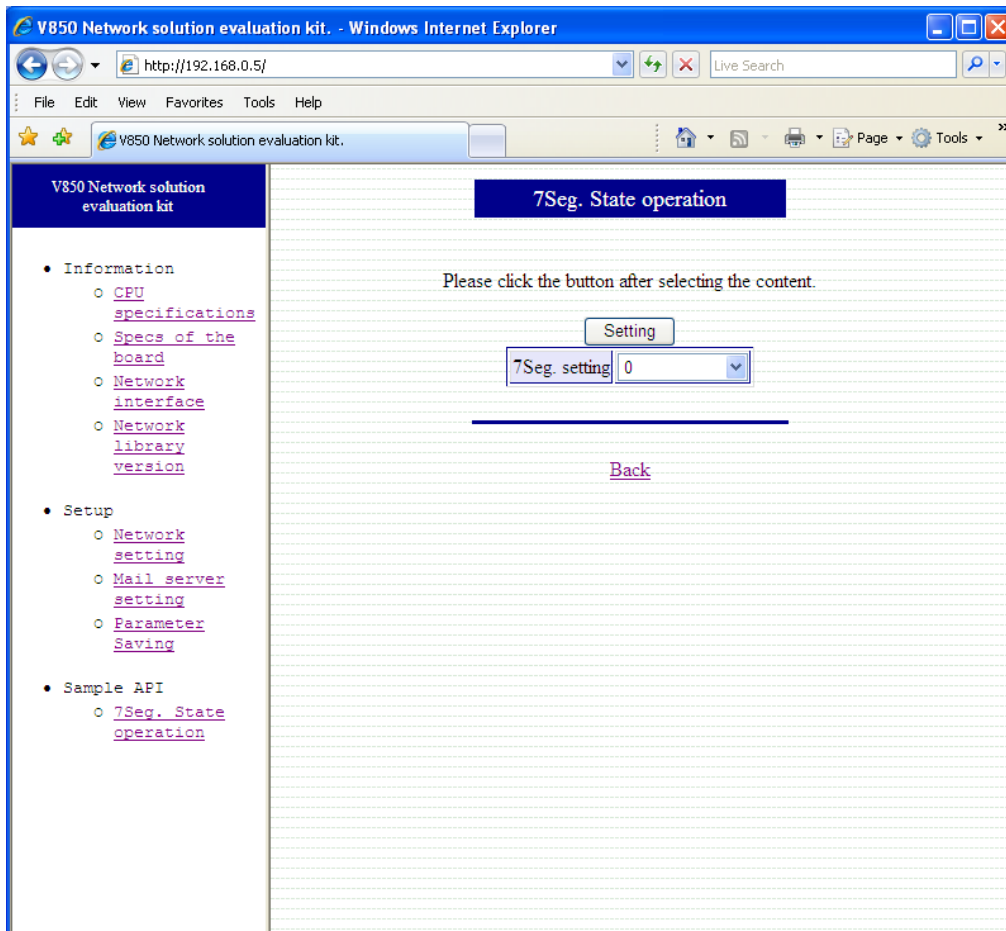 V850 Network solution evaluation kit. - Windows Internet Explorer
http://192.168.0.5/
Live Search
File Edit View Favorites Tools Help
V850 Network solution evaluation kit.
Page Tools »
V850 Network solution
evaluation kit
• Information
o CPU
specifications
o Specs of the
board
o Network
interface
o Network
library
version
• Setup
o Network
setting
o Mail server
setting
o Parameter
Saving
• Sample API
o 7Seg. State
operation
7Seg. State operation
Please click the button after selecting the content.
Setting
7Seg. setting 0
Back